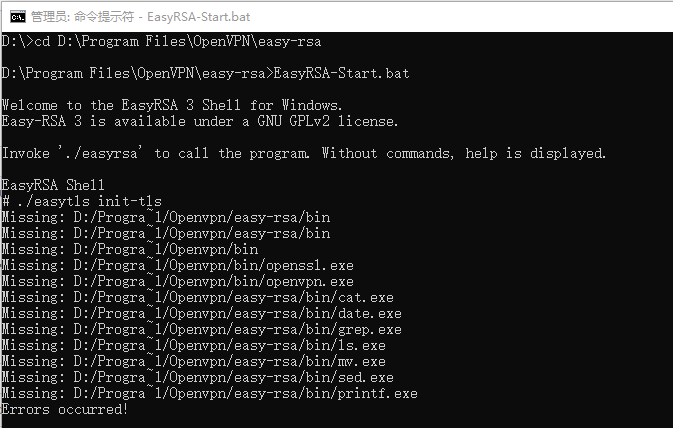 管理员: 命令提示符 - EasyRSA-Start.bat
D:\>cd D:\Program Files\OpenVPN\easy-rsa
D:\Program Files\OpenVPN\easy-rsa>EasyRSA-Start.bat
Welcome to the EasyRSA 3 Shell for Windows.
Easy-RSA 3 is available under a GNU GPLv2 license.
Invoke './easyrsa' to call the program. Without commands, help is displayed.
EasyRSA Shell
# ./easytls init-tls
Missing: D:/Progra~1/Openvpn/easy-rsa/bin
Missing: D:/Progra~1/Openvpn/easy-rsa/bin
Missing: D:/Progra~1/Openvpn/bin
Missing: D:/Progra~1/Openvpn/bin/openssl.exe
Missing: D:/Progra~1/Openvpn/bin/openvpn.exe
Missing: D:/Progra~1/Openvpn/easy-rsa/bin/cat.exe
Missing: D:/Progra~1/Openvpn/easy-rsa/bin/date.exe
Missing: D:/Progra~1/Openvpn/easy-rsa/bin/grep.exe
Missing: D:/Progra~1/Openvpn/easy-rsa/bin/ls.exe
Missing: D:/Progra~1/Openvpn/easy-rsa/bin/mv.exe
Missing: D:/Progra~1/Openvpn/easy-rsa/bin/sed.exe
Missing: D:/Progra~1/Openvpn/easy-rsa/bin/printf.exe
Errors occurred!